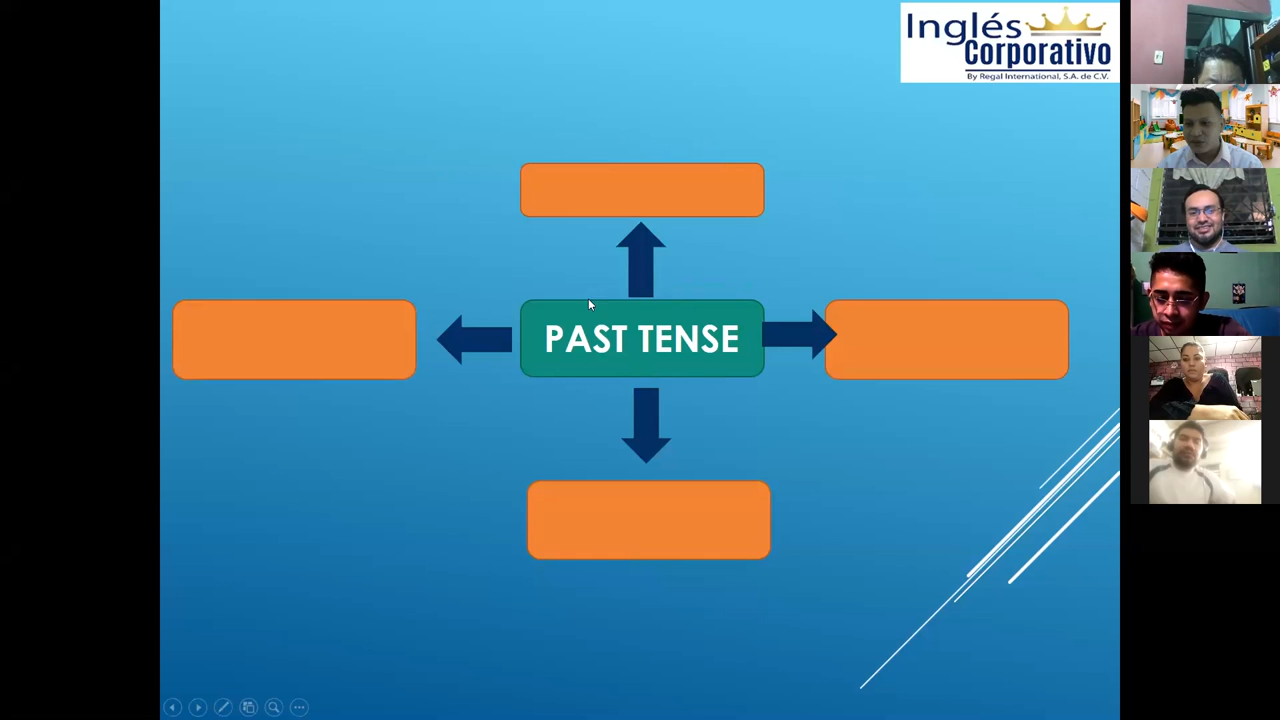 Inglés
Corporativo
By Regal International, S.A. de C.V.
PAST TENSE